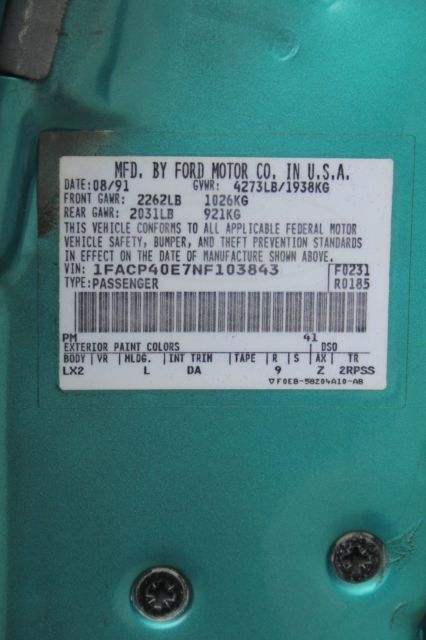 MFD. BY FORD MOTOR CO. IN U.S.A.
DATE: 08/91 GVWR: 4273LB/1938KG
FRONT GAWR: 2262LB 1026KG
REAR GAWR: 2031LB 921KG
THIS VEHICLE CONFORMS TO ALL APPLICABLE FEDERAL MOTOR
VEHICLE SAFETY, BUMPER, AND THEFT PREVENTION STANDARDS
IN EFFECT ON THE DATE OF MANUFACTURE SHOWN ABOVE.
VIN: 1FACP40E7NF103843 F0231
TYPE: PASSENGER R0185
PM 41
EXTERIOR PAINT COLORS DSO
BODY VR MLDG. INT TRIM TAPE R S AX TR
LX2 L DA 9 Z 2RPSS
▽F0EB-58204A10-AB